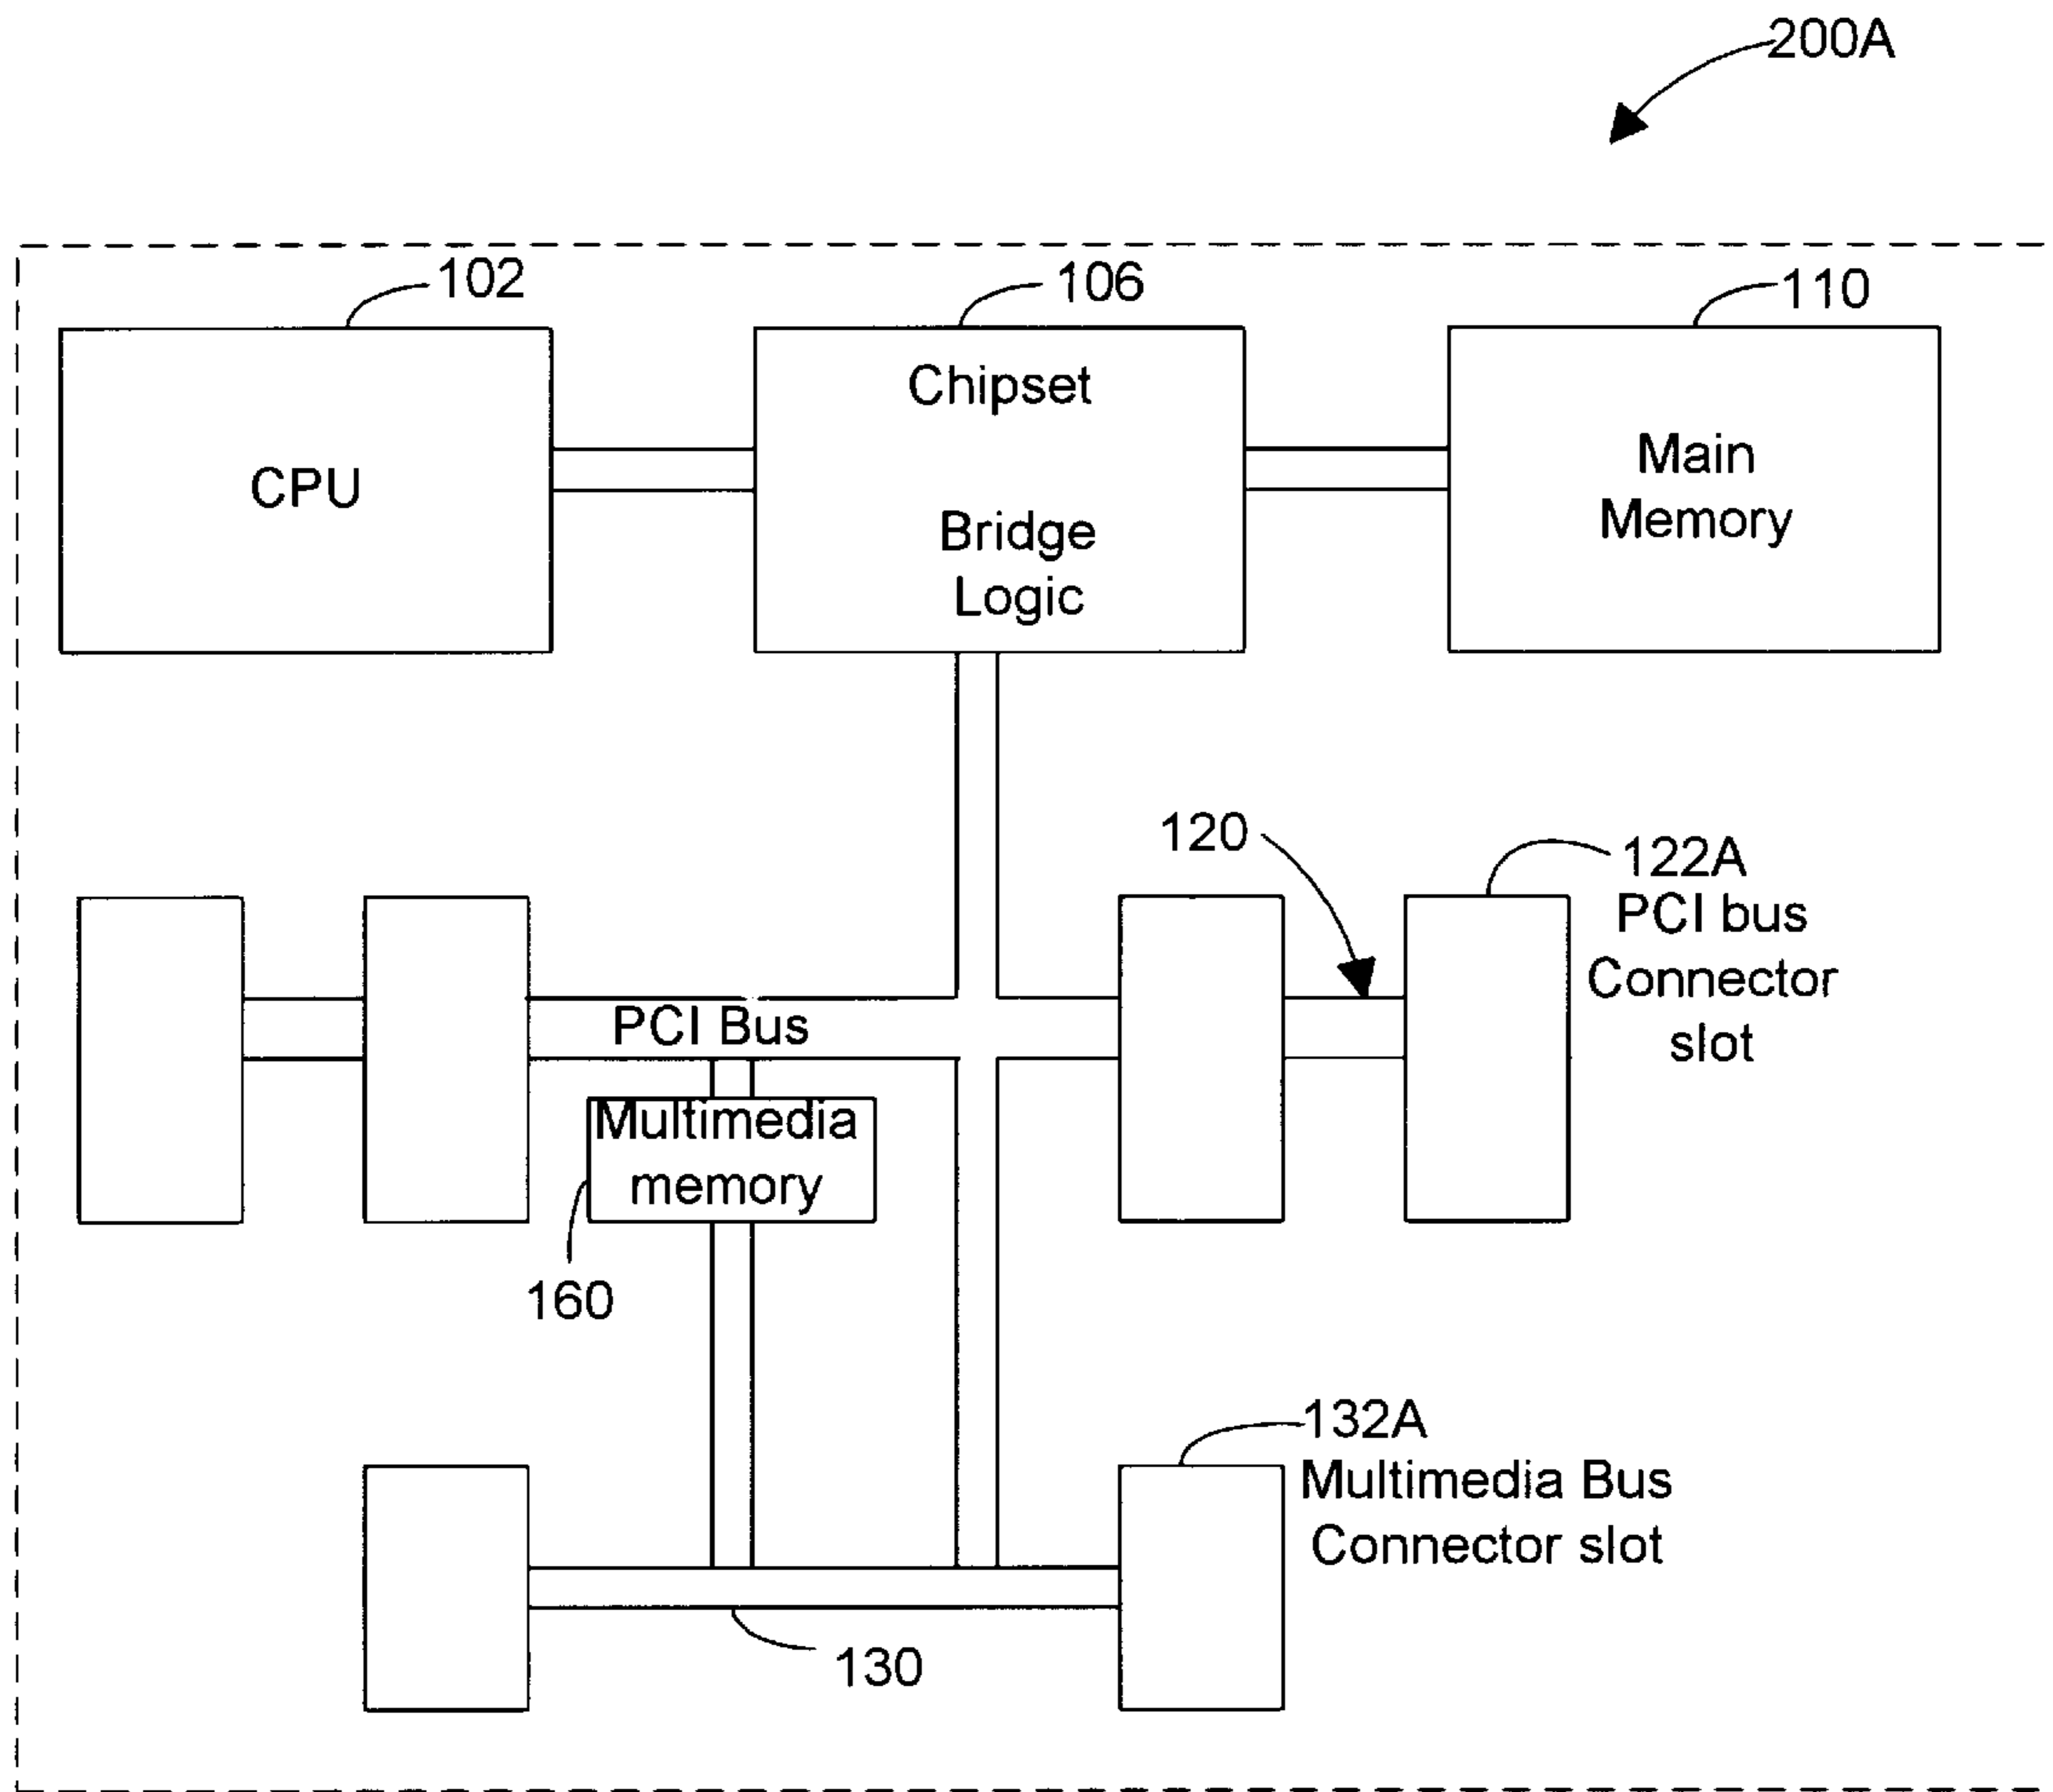 200A
102
106
110
CPU
Chipset
Bridge
Logic
Main
Memory
120
122A
PCI bus
Connector
slot
PCI Bus
Multimedia
memory
160
132A
Multimedia Bus
Connector slot
130